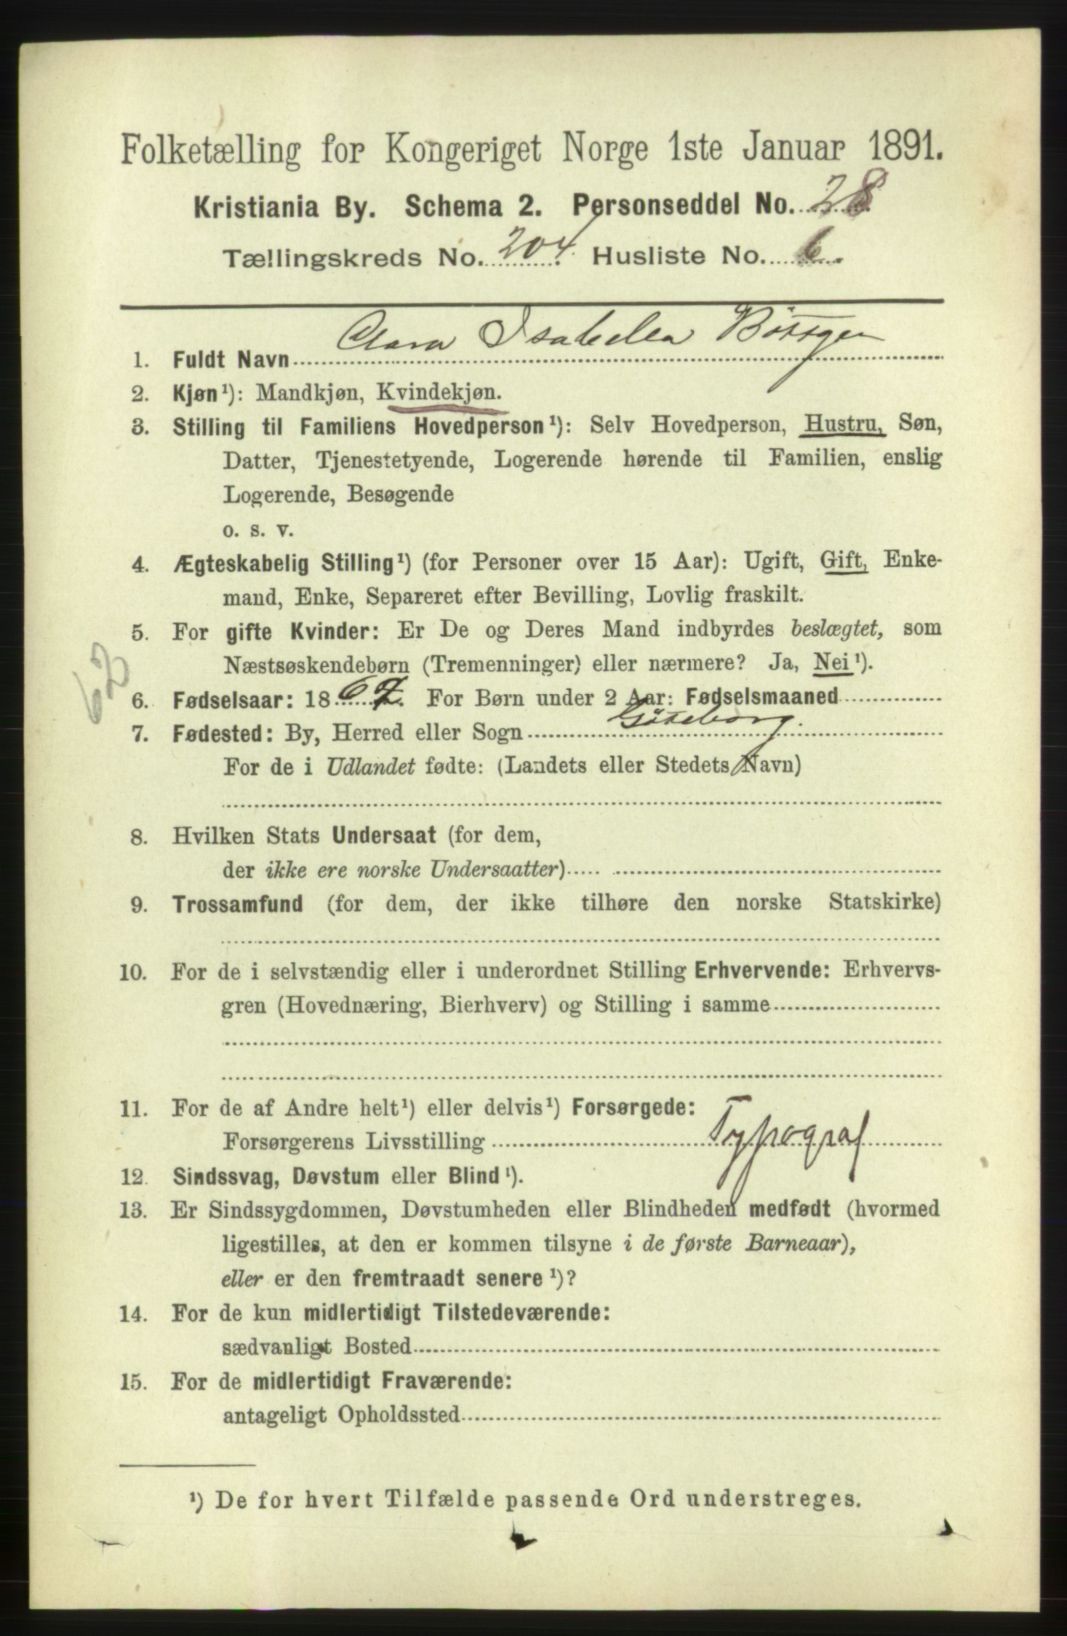 Folketælling for Kongeriget Norge 1ste Januar 1891.
Kristiania By. Schema 2. Personseddel No. 28
Tællingskreds No. 204. Husliste No. 6.
Clara Isabella Böttger
1. Fuldt Navn
2. Kjøn¹): Mandkjøn, Kvindekjøn.
3. Stilling til Familiens Hovedperson¹): Selv Hovedperson, Hustru, Søn,
Datter, Tjenestetyende, Logerende hørende til Familien, enslig
Logerende, Besøgende
o. s. v.
4. Ægteskabelig Stilling¹) (for Personer over 15 Aar): Ugift, Gift, Enke-
mand, Enke, Separeret efter Bevilling, Lovlig fraskilt.
5. For gifte Kvinder: Er De og Deres Mand indbyrdes beslægtet, som
Næstsøskendebørn (Tremenninger) eller nærmere? Ja, Nei¹).
62
6. Fødselsaar: 1867. For Børn under 2 Aar: Fødselsmaaned
7. Fødested: By, Herred eller Sogn Göteborg.
For de i Udlandet fødte: (Landets eller Stedets Navn)
8. Hvilken Stats Undersaat (for dem,
der ikke ere norske Undersaatter)
9. Trossamfund (for dem, der ikke tilhøre den norske Statskirke)
10. For de i selvstændig eller i underordnet Stilling Erhvervende: Erhvervs-
gren (Hovednæring, Bierhverv) og Stilling i samme
11. For de af Andre helt¹) eller delvis¹) Forsørgede:
Forsørgerens Livsstilling Typograf
12. Sindssvag, Døvstum eller Blind¹).
13. Er Sindssygdommen, Døvstumheden eller Blindheden medfødt (hvormed
ligestilles, at den er kommen tilsyne i de første Barneaar),
eller er den fremtraadt senere¹)?
14. For de kun midlertidigt Tilstedeværende:
sædvanligt Bosted
15. For de midlertidigt Fraværende:
antageligt Opholdssted
¹) De for hvert Tilfælde passende Ord understreges.